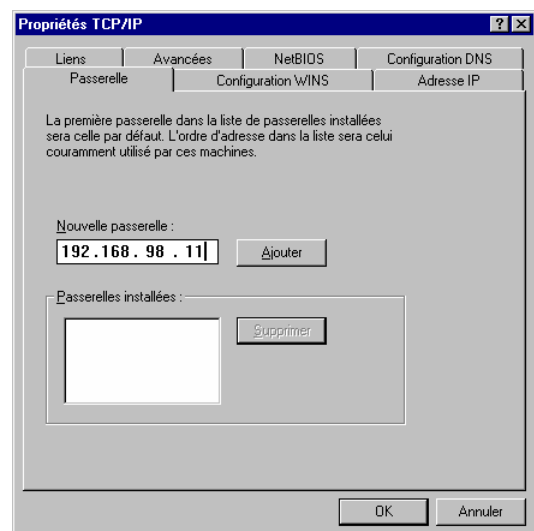 Propriétés TCP/IP
Liens Avancées NetBIOS Configuration DNS
Passerelle Configuration WINS Adresse IP
La première passerelle dans la liste de passerelles installées
sera celle par défaut. L'ordre d'adresse dans la liste sera celui
couramment utilisé par ces machines.
Nouvelle passerelle :
192.168.98.11 Ajouter
Passerelles installées :
Supprimer
OK Annuler